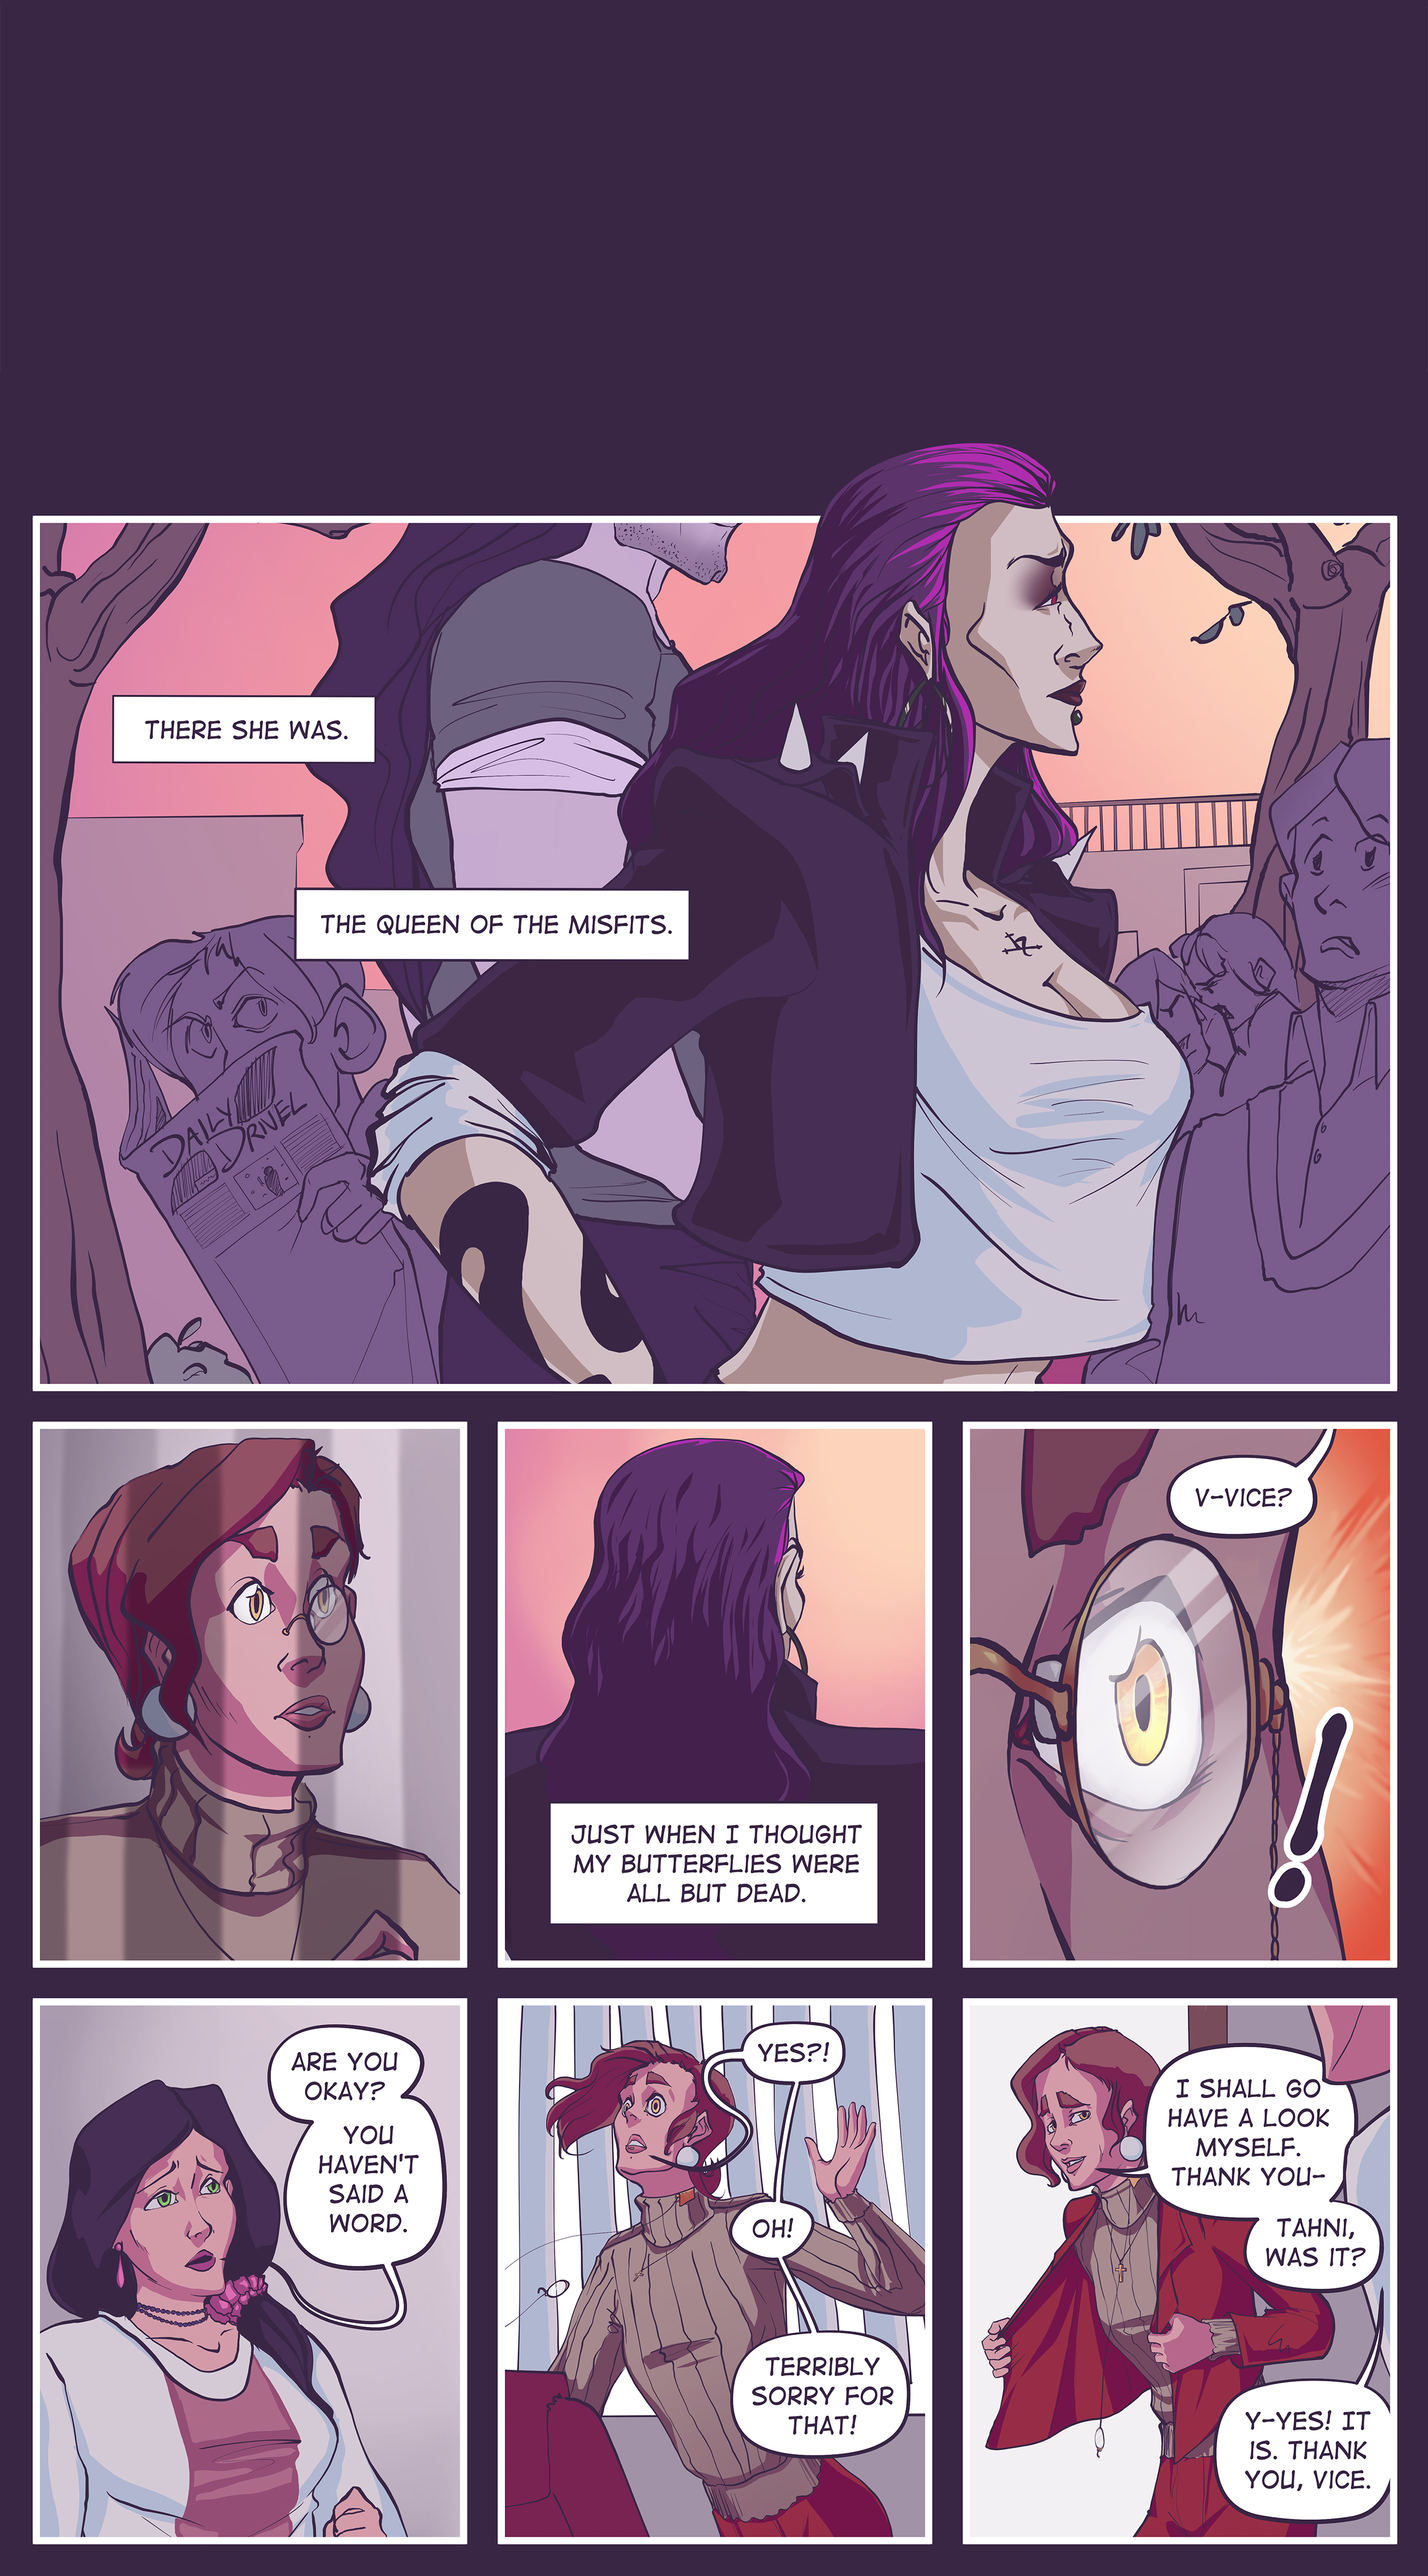 THERE SHE WAS.
THE QUEEN OF THE MISFITS.
DAILY
DRIVEL
JUST WHEN I THOUGHT
MY BUTTERFLIES WERE
ALL BUT DEAD.
V-VICE?
!
ARE YOU
OKAY?
YOU
HAVEN'T
SAID A
WORD.
YES?!
OH!
TERRIBLY
SORRY FOR
THAT!
I SHALL GO
HAVE A LOOK
MYSELF.
THANK YOU-
TAHNI,
WAS IT?
Y-YES! IT
IS. THANK
YOU, VICE.